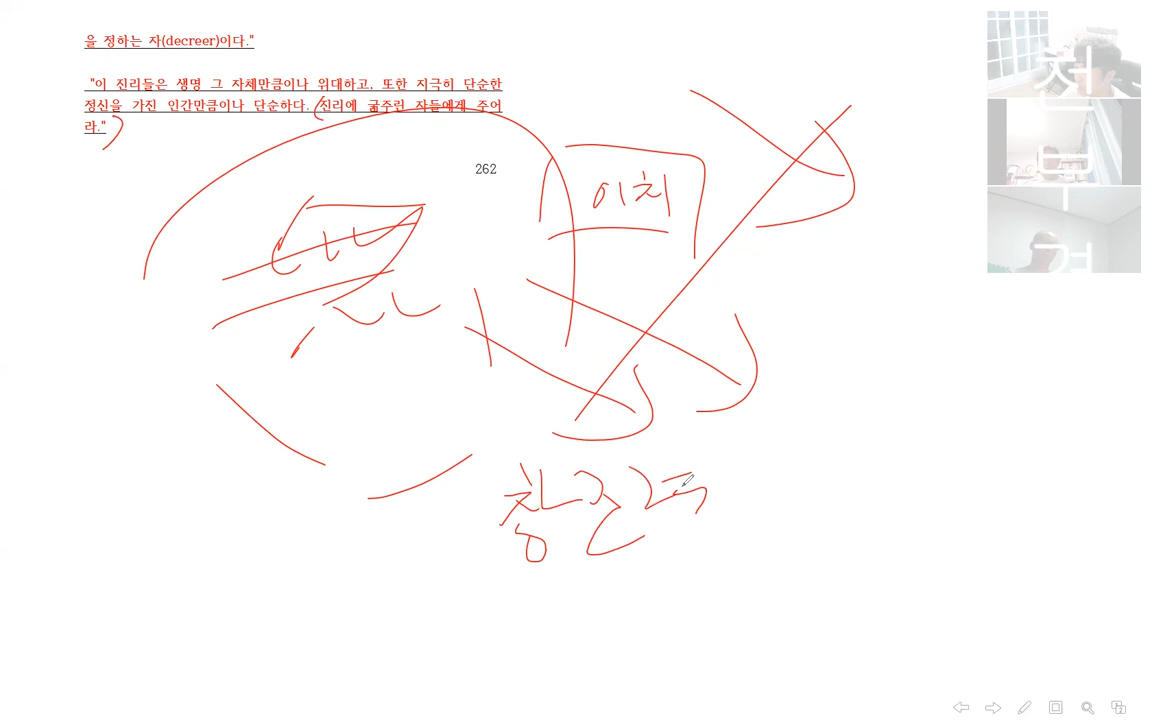 을 정하는 자(decreer)이다."
"이 진리들은 생명 그 자체만큼이나 위대하고, 또한 지극히 단순한
정신을 가진 인간만큼이나 단순하다. (진리에 굶주린 자들에게 주어
라.")
262
이치